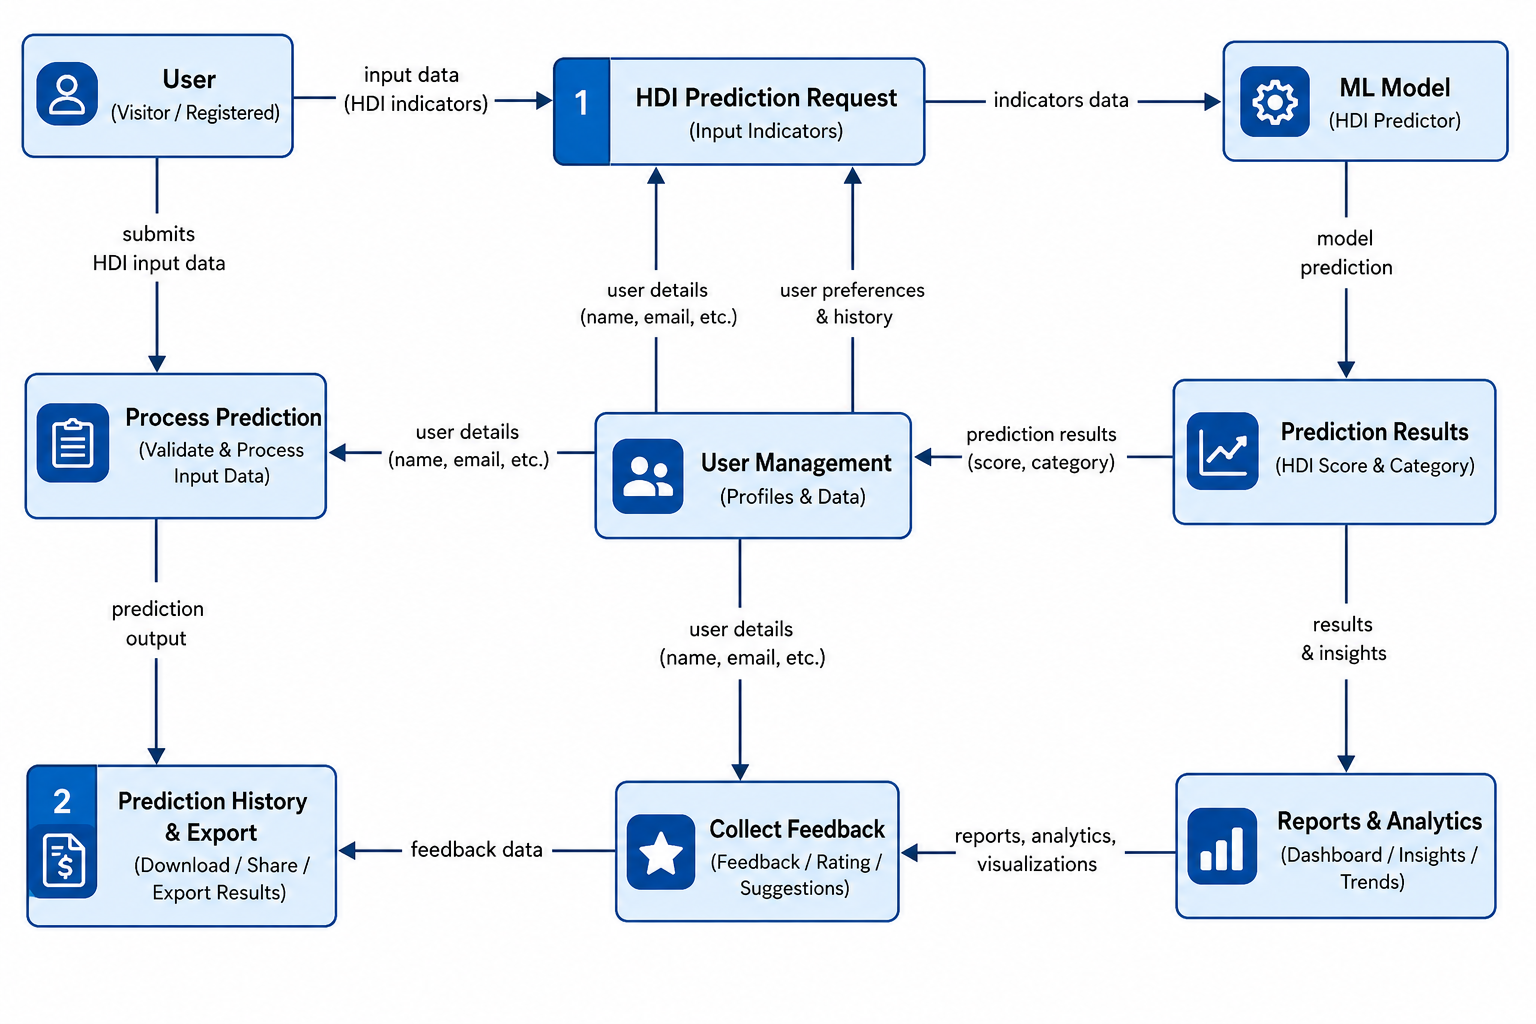 User
(Visitor / Registered)
input data
(HDI indicators)
1
HDI Prediction Request
(Input Indicators)
indicators data
ML Model
(HDI Predictor)
submits
HDI input data
user details
(name, email, etc.)
user preferences
& history
model
prediction
Process Prediction
(Validate & Process
Input Data)
user details
(name, email, etc.)
User Management
(Profiles & Data)
prediction results
(score, category)
Prediction Results
(HDI Score & Category)
prediction
output
user details
(name, email, etc.)
results
& insights
2
Prediction History
& Export
(Download / Share /
Export Results)
$
feedback data
Collect Feedback
(Feedback / Rating /
Suggestions)
reports, analytics,
visualizations
Reports & Analytics
(Dashboard / Insights /
Trends)